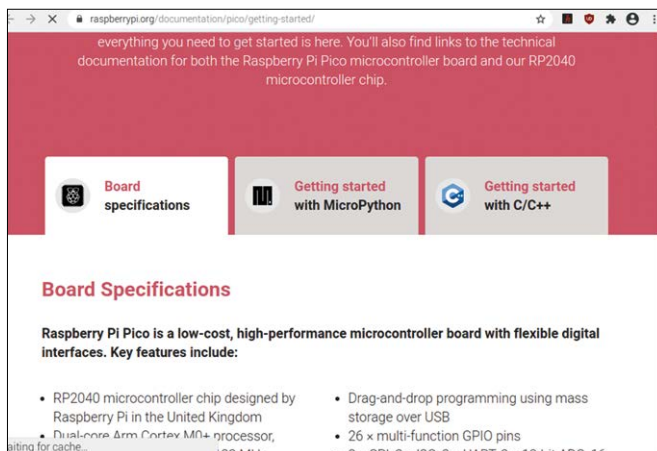 raspberrypi.org/documentation/pico/getting-started/
everything you need to get started is here. You'll also find links to the technical
documentation for both the Raspberry Pi Pico microcontroller board and our RP2040
microcontroller chip.
Board
specifications
Getting started
with MicroPython
Getting started
with C/C++
Board Specifications
Raspberry Pi Pico is a low-cost, high-performance microcontroller board with flexible digital
interfaces. Key features include:
• RP2040 microcontroller chip designed by
Raspberry Pi in the United Kingdom
• Dual-core Arm Cortex M0+ processor,
• Drag-and-drop programming using mass
storage over USB
• 26 × multi-function GPIO pins
aiting for cache...